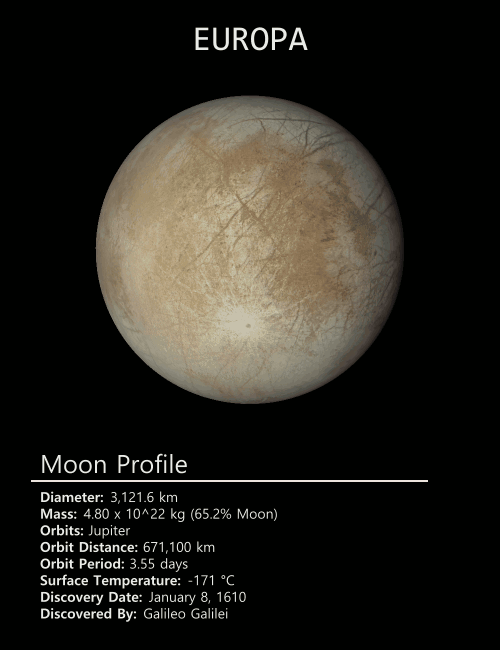 EUROPA
Moon Profile
Diameter: 3,121.6 km
Mass: 4.80 x 10^22 kg (65.2% Moon)
Orbits: Jupiter
Orbit Distance: 671,100 km
Orbit Period: 3.55 days
Surface Temperature: -171 °C
Discovery Date: January 8, 1610
Discovered By: Galileo Galilei